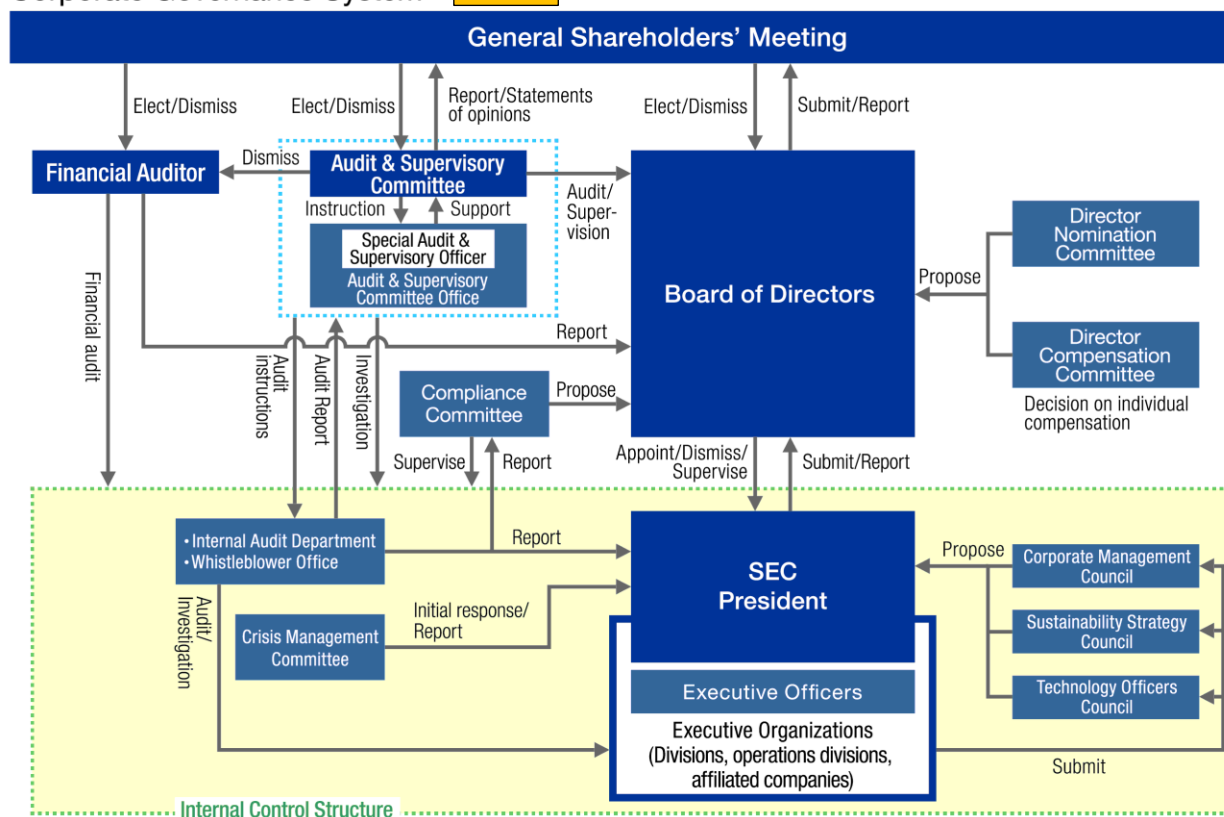 Corporate Governance System
General Shareholders' Meeting
Elect/Dismiss
Elect/Dismiss
Report/Statements
of opinions
Elect/Dismiss
Submit/Report
Financial Auditor
Dismiss
Audit & Supervisory
Committee
Audit/
Super-
vision
Instruction
Support
Special Audit &
Supervisory Officer
Audit & Supervisory
Committee Office
Board of Directors
Propose
Director
Nomination
Committee
Director
Compensation
Committee
Decision on individual
compensation
Financial audit
Report
Audit
instructions
Audit Report
Investigation
Compliance
Committee
Propose
Supervise
Report
Appoint/Dismiss/
Supervise
Submit/Report
• Internal Audit Department
• Whistleblower Office
Report
SEC
President
Propose
Corporate Management
Council
Sustainability Strategy
Council
Technology Officers
Council
Audit/
Investigation
Crisis Management
Committee
Initial response/
Report
Executive Officers
Executive Organizations
(Divisions, operations divisions,
affiliated companies)
Submit
Internal Control Structure